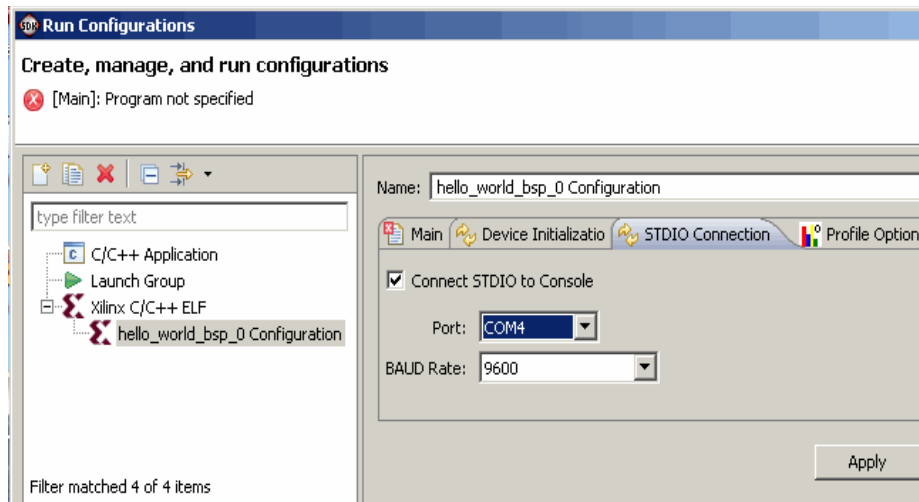 SDK Run Configurations
Create, manage, and run configurations
[Main]: Program not specified
type filter text
C/C++ Application
Launch Group
Xilinx C/C++ ELF
hello_world_bsp_0 Configuration
Filter matched 4 of 4 items
Name: hello_world_bsp_0 Configuration
Main Device Initializatio STDIO Connection Profile Option
Connect STDIO to Console
Port: COM4
BAUD Rate: 9600
Apply